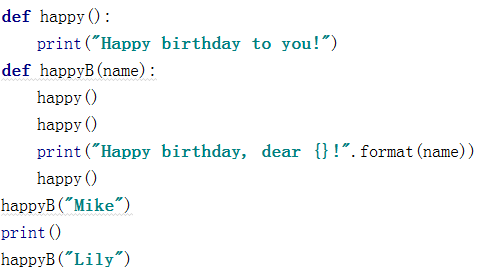 def happy():
    print("Happy birthday to you!")
def happyB(name):
    happy()
    happy()
    print("Happy birthday, dear {}!".format(name))
    happy()
happyB("Mike")
print()
happyB("Lily")